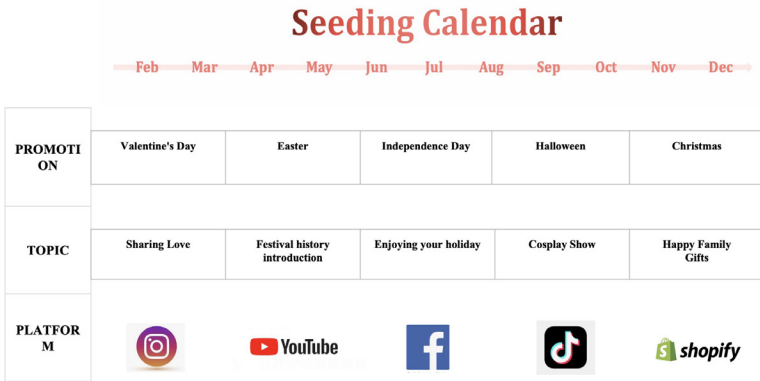 Seeding Calendar
Feb Mar Apr May Jun Jul Aug Sep Oct Nov Dec
PROMOTI
ON
Valentine's Day Easter Independence Day Halloween Christmas
TOPIC
Sharing Love Festival history Enjoying your holiday Cosplay Show Happy Family
introduction Gifts
PLATFOR
M
YouTube f shopify